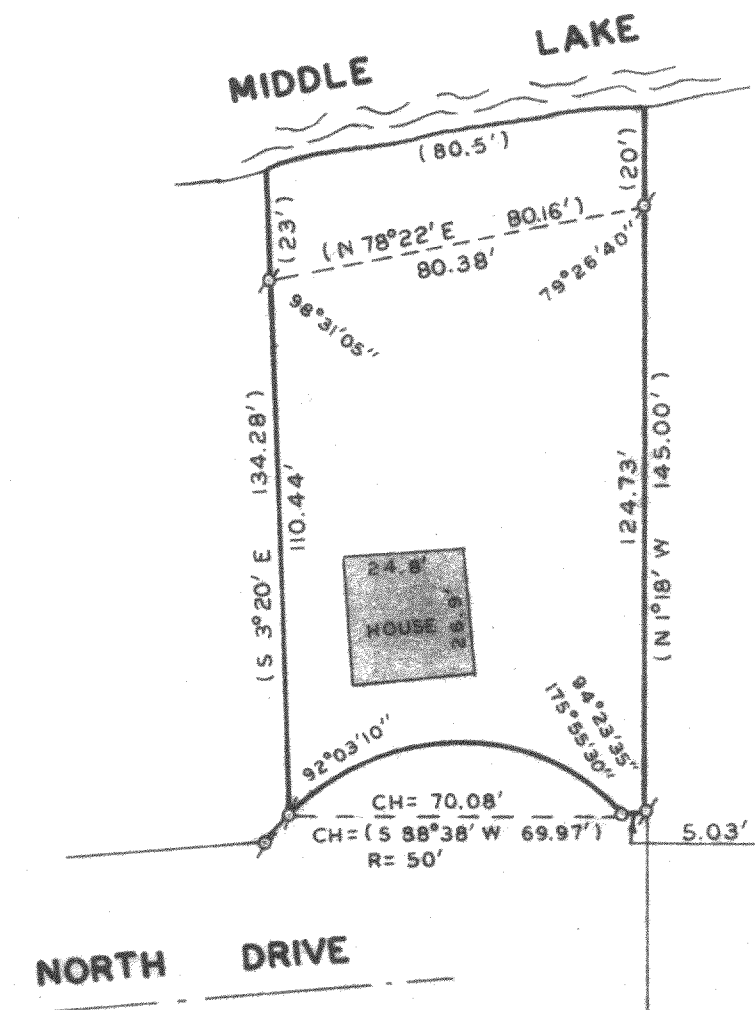 MIDDLE LAKE
(80.5')
(20')
(23')
(N 78°22' E 80.16')
80.38'
79°26'40"
98°31'05"
(S 3°20' E 134.28')
110.44'
124.73'
(N 1°18' W 145.00')
24.8'
HOUSE
26.9'
92°03'10"
94°23'35"
175°55'30"
CH= 70.08'
CH=(S 88°38' W 69.97')
R= 50'
5.03'
NORTH DRIVE